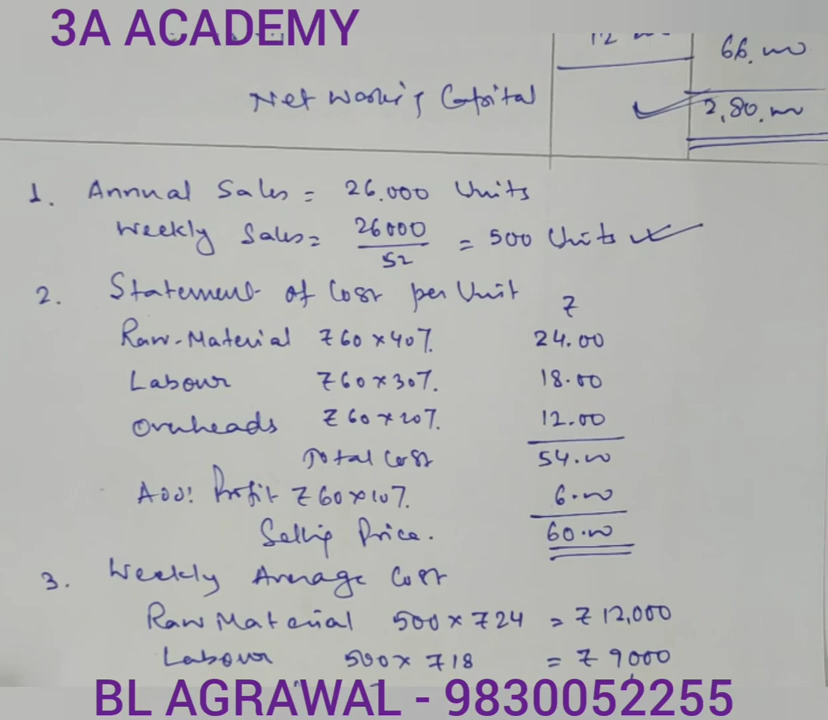 3A ACADEMY
66.00
Net Working Capital 2,80.00
1. Annual Sales = 26.000 Units
Weekly Sales = 26000/52 = 500 Units
2. Statement of Cost per Unit ₹
Raw-Material ₹60×40% 24.00
Labour ₹60×30%. 18.00
Overheads ₹60×20%. 12.00
Total Cost 54.00
Add: Profit ₹60×10%. 6.00
Selling Price. 60.00
3. Weekly Average Cost
Raw Material 500×₹24 = ₹12,000
Labour 500×₹18 = ₹9000
BL AGRAWAL - 9830052255